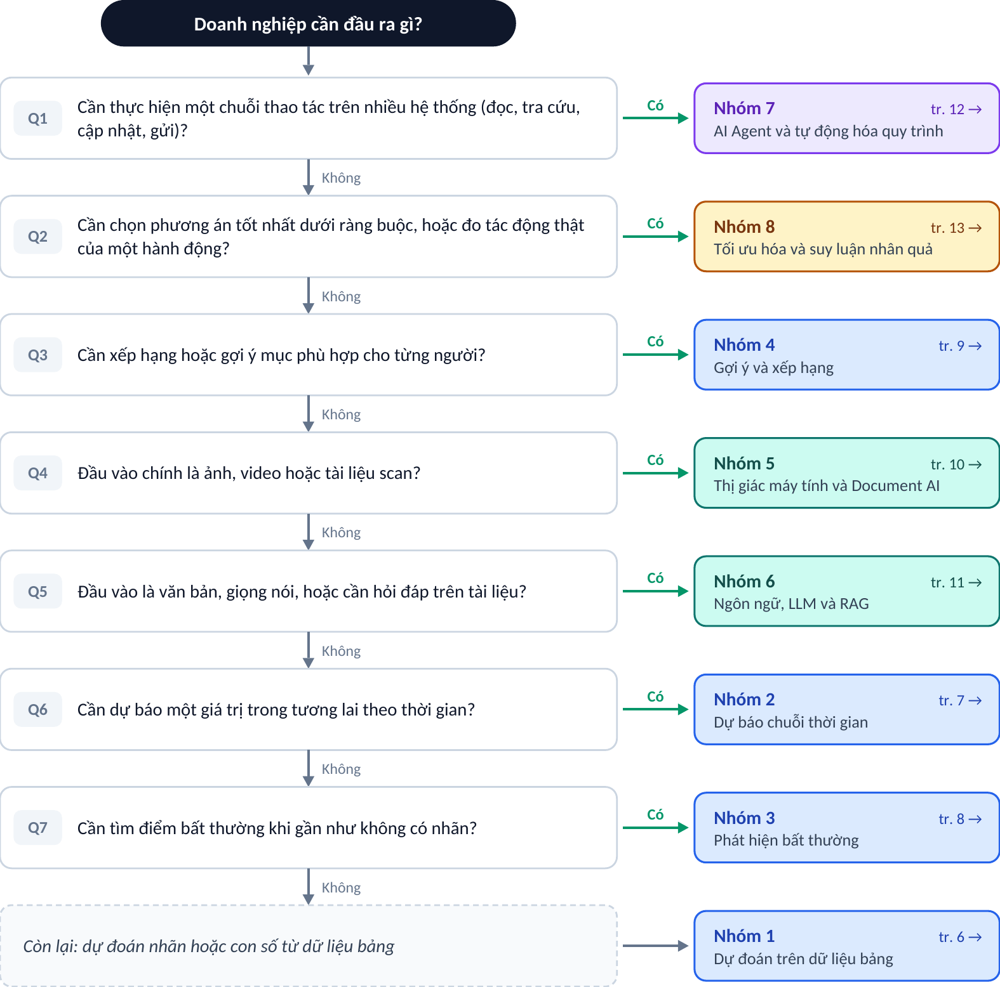 Doanh nghiệp cần đầu ra gì?
Q1
Cần thực hiện một chuỗi thao tác trên nhiều hệ thống (đọc, tra cứu,
cập nhật, gửi)?
Có
Nhóm 7
tr. 12 →
AI Agent và tự động hóa quy trình
Không
Q2
Cần chọn phương án tốt nhất dưới ràng buộc, hoặc đo tác động thật
của một hành động?
Có
Nhóm 8
tr. 13 →
Tối ưu hóa và suy luận nhân quả
Không
Q3
Cần xếp hạng hoặc gợi ý mục phù hợp cho từng người?
Có
Nhóm 4
tr. 9 →
Gợi ý và xếp hạng
Không
Q4
Đầu vào chính là ảnh, video hoặc tài liệu scan?
Có
Nhóm 5
tr. 10 →
Thị giác máy tính và Document AI
Không
Q5
Đầu vào là văn bản, giọng nói, hoặc cần hỏi đáp trên tài liệu?
Có
Nhóm 6
tr. 11 →
Ngôn ngữ, LLM và RAG
Không
Q6
Cần dự báo một giá trị trong tương lai theo thời gian?
Có
Nhóm 2
tr. 7 →
Dự báo chuỗi thời gian
Không
Q7
Cần tìm điểm bất thường khi gần như không có nhãn?
Có
Nhóm 3
tr. 8 →
Phát hiện bất thường
Không
Còn lại: dự đoán nhãn hoặc con số từ dữ liệu bảng
Nhóm 1
tr. 6 →
Dự đoán trên dữ liệu bảng